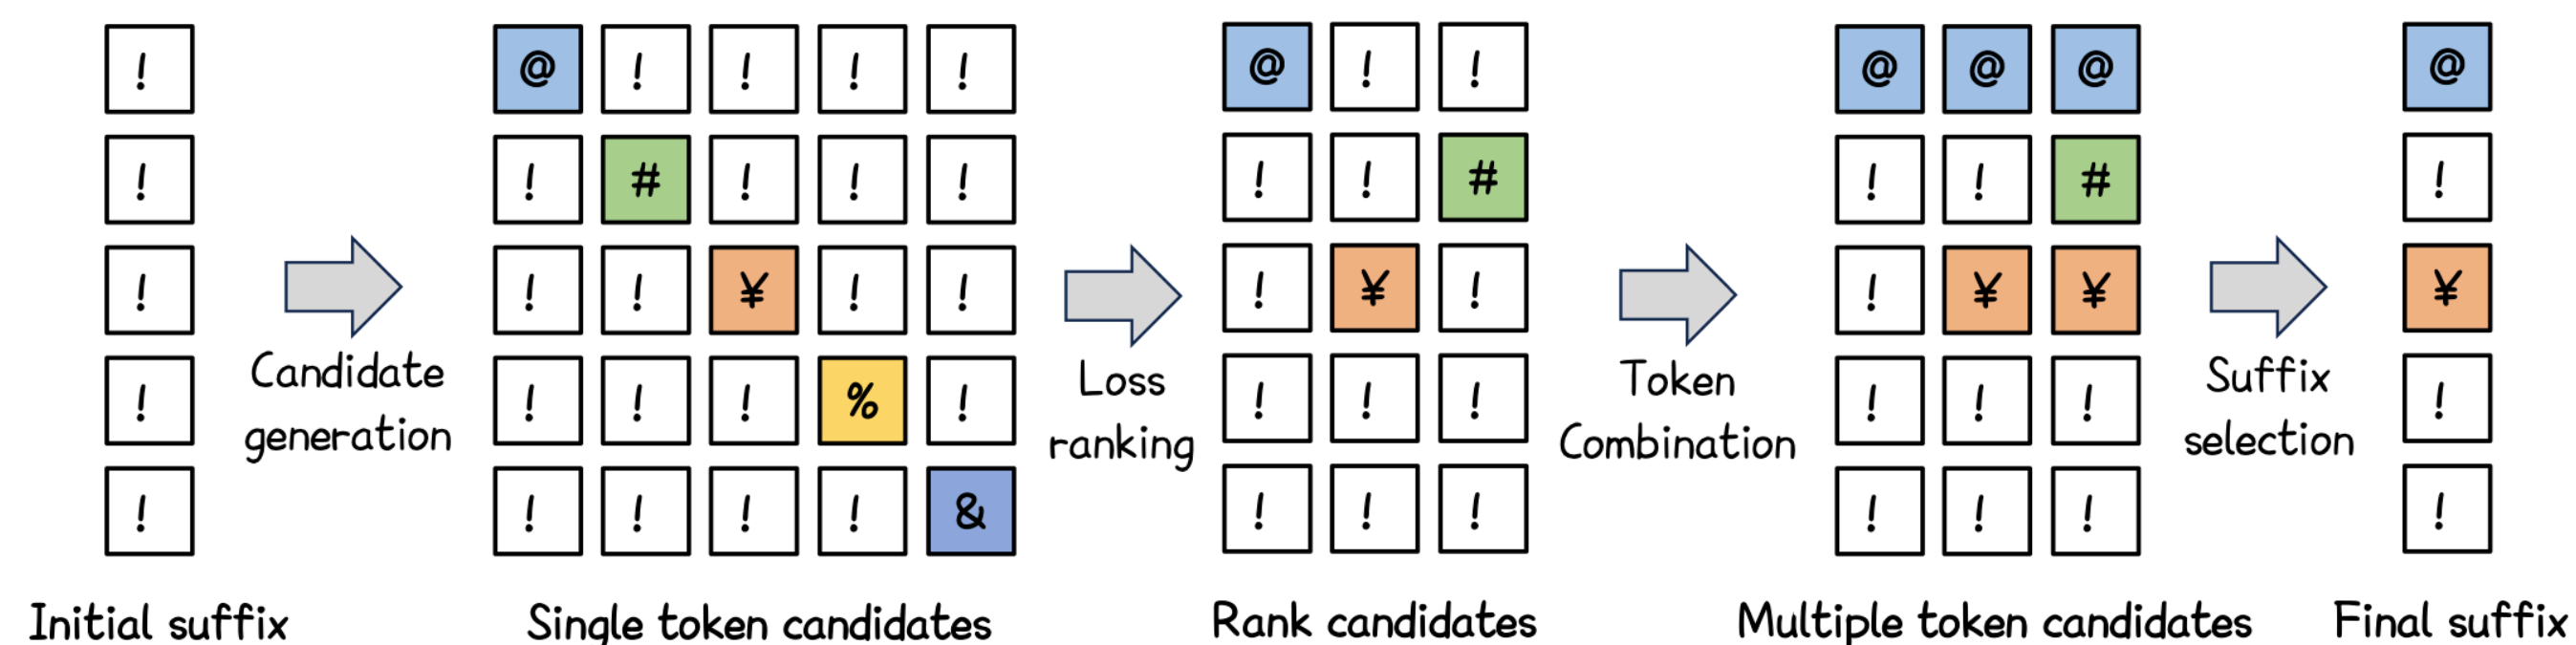 ! @ ! ! ! ! @ ! ! @ @ @ @
! ! # ! ! ! ! ! # ! ! # !
! ! ! ¥ ! ! ! ¥ ! ! ¥ ¥ ¥
! ! ! ! % ! ! ! ! ! ! ! !
! ! ! ! ! & ! ! ! ! ! ! !
Candidate
generation
Loss
ranking
Token
Combination
Suffix
selection
Initial suffix
Single token candidates
Rank candidates
Multiple token candidates
Final suffix